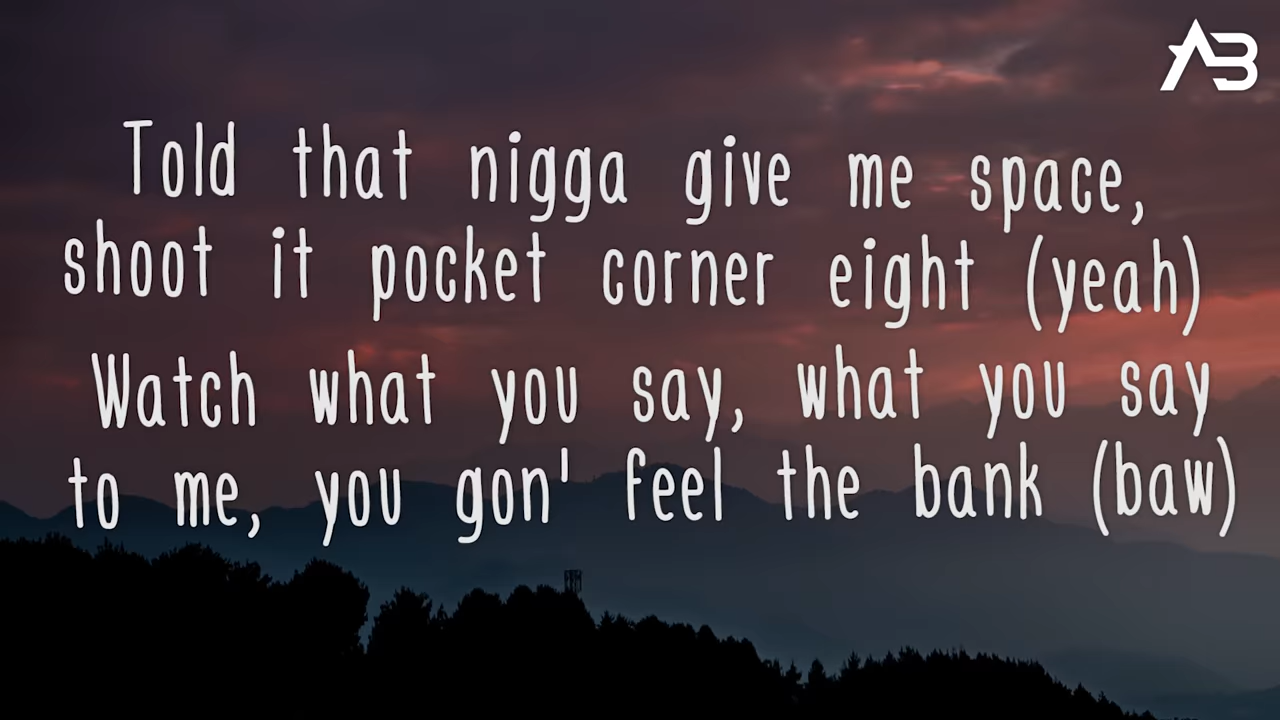 AB
Told that nigga give me space,
shoot it pocket corner eight (yeah)
Watch what you say, what you say
to me, you gon' feel the bank (baw)